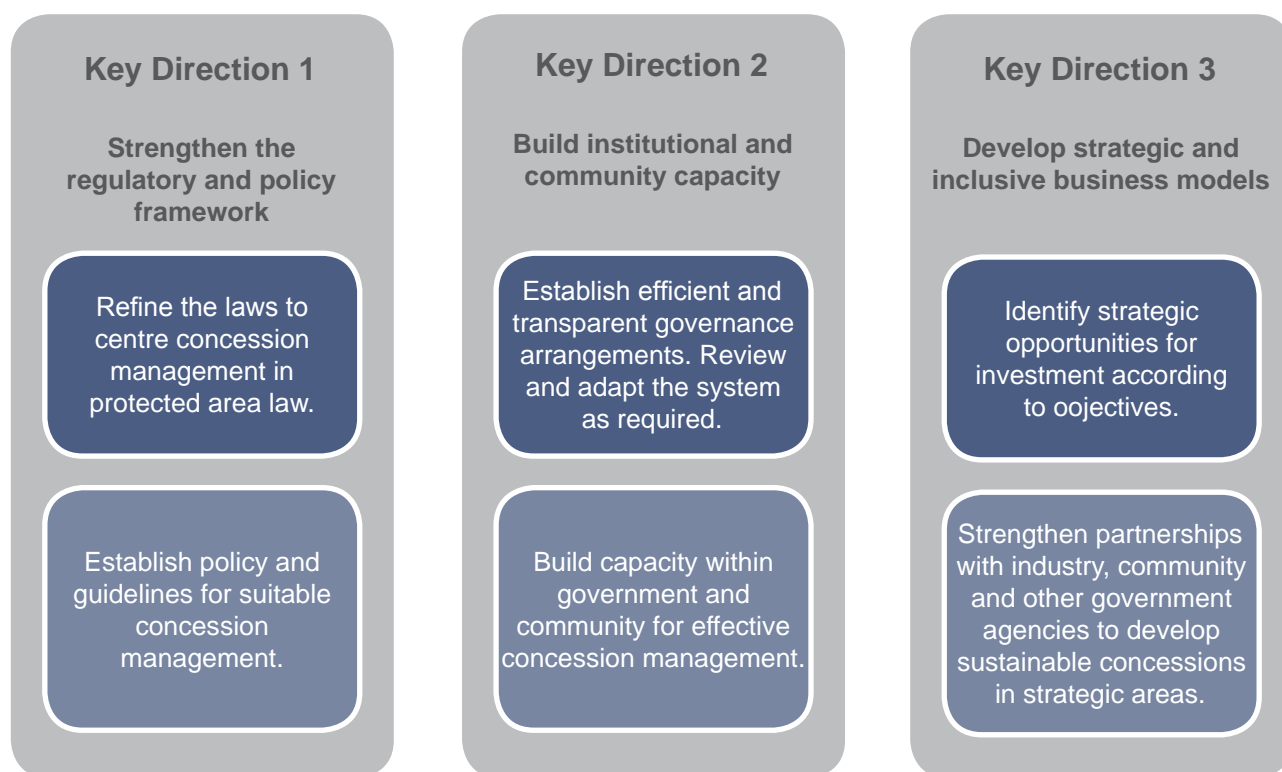 Key Direction 1
Strengthen the
regulatory and policy
framework
Refine the laws to
centre concession
management in
protected area law.
Establish policy and
guidelines for suitable
concession
management.
Key Direction 2
Build institutional and
community capacity
Establish efficient and
transparent governance
arrangements. Review
and adapt the system
as required.
Build capacity within
government and
community for effective
concession management.
Key Direction 3
Develop strategic and
inclusive business models
Identify strategic
opportunities for
investment according
to oojectives.
Strengthen partnerships
with industry, community
and other government
agencies to develop
sustainable concessions
in strategic areas.